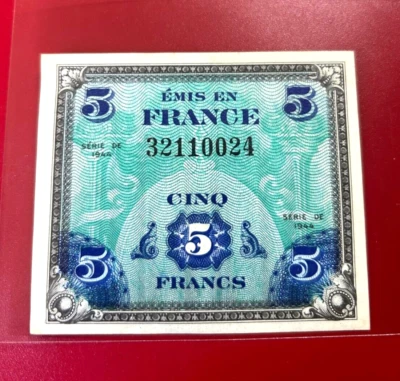 5 ÉMIS EN 5
FRANCE
SÉRIE DE
1944
32110024
CINQ
SÉRIE DE
1944
5
5 5
FRANCS